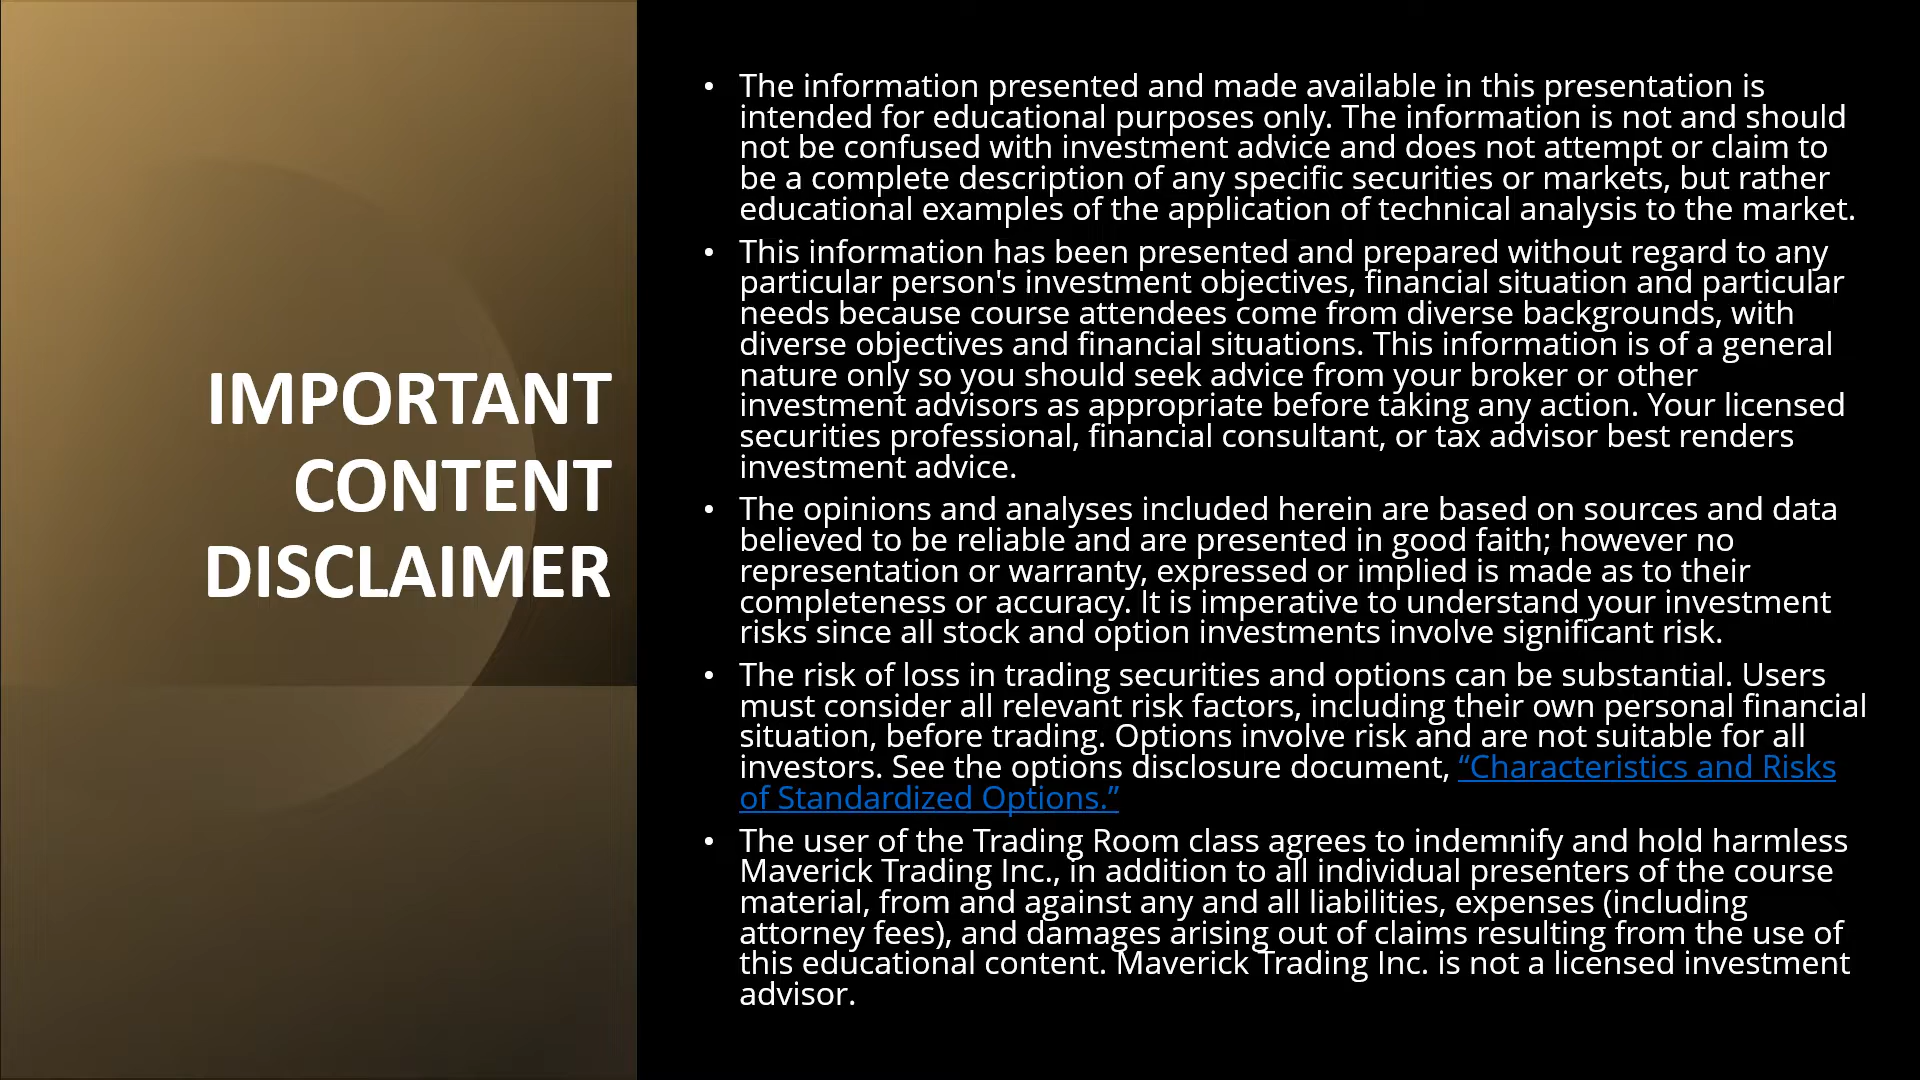 IMPORTANT
CONTENT
DISCLAIMER
• The information presented and made available in this presentation is
intended for educational purposes only. The information is not and should
not be confused with investment advice and does not attempt or claim to
be a complete description of any specific securities or markets, but rather
educational examples of the application of technical analysis to the market.
• This information has been presented and prepared without regard to any
particular person's investment objectives, financial situation and particular
needs because course attendees come from diverse backgrounds, with
diverse objectives and financial situations. This information is of a general
nature only so you should seek advice from your broker or other
investment advisors as appropriate before taking any action. Your licensed
securities professional, financial consultant, or tax advisor best renders
investment advice.
• The opinions and analyses included herein are based on sources and data
believed to be reliable and are presented in good faith; however no
representation or warranty, expressed or implied is made as to their
completeness or accuracy. It is imperative to understand your investment
risks since all stock and option investments involve significant risk.
• The risk of loss in trading securities and options can be substantial. Users
must consider all relevant risk factors, including their own personal financial
situation, before trading. Options involve risk and are not suitable for all
investors. See the options disclosure document, “Characteristics and Risks
of Standardized Options.”
• The user of the Trading Room class agrees to indemnify and hold harmless
Maverick Trading Inc., in addition to all individual presenters of the course
material, from and against any and all liabilities, expenses (including
attorney fees), and damages arising out of claims resulting from the use of
this educational content. Maverick Trading Inc. is not a licensed investment
advisor.